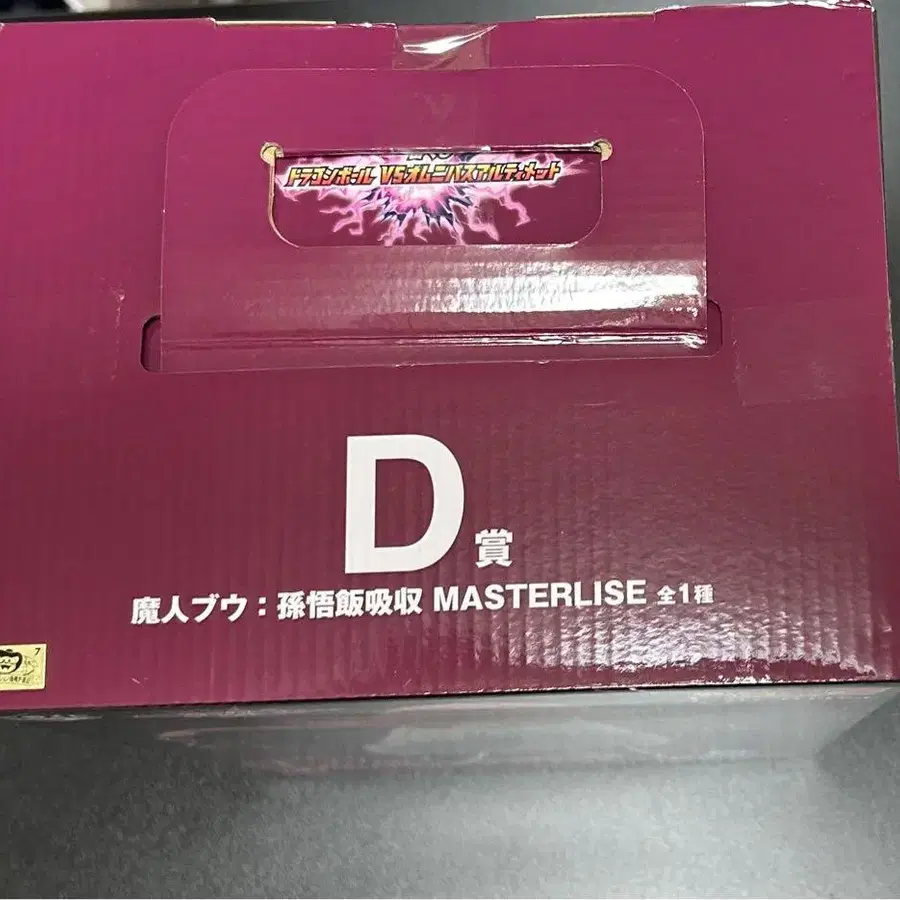 ドラゴンボール VSオムニバスアルティメット
D賞
魔人ブウ：孫悟飯吸収 MASTERLISE 全1種
7